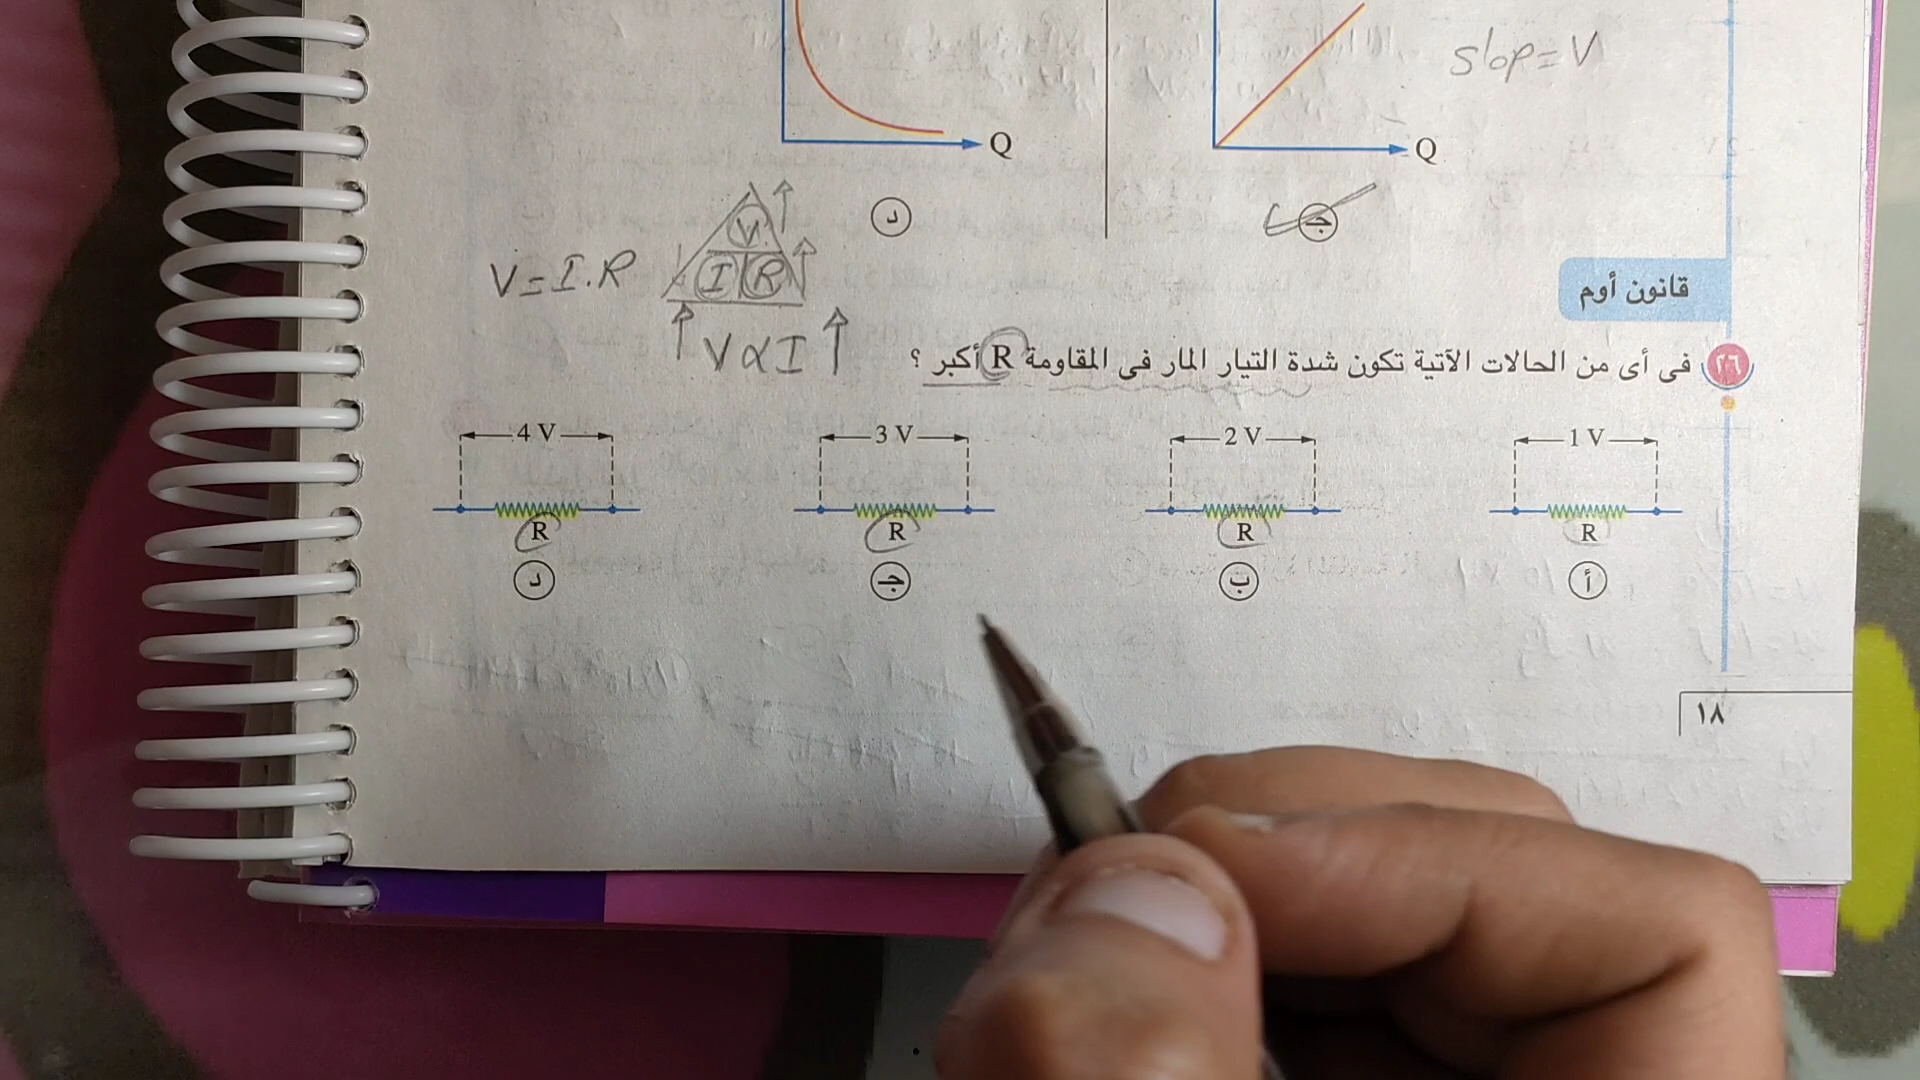 slop = V
Q
Q
د
جـ
V = I.R
V
I R
قانون أوم
V ∝ I
٢٦ فى أى من الحالات الآتية تكون شدة التيار المار فى المقاومة R أكبر ؟
1 V
2 V
3 V
4 V
R
R
R
R
أ
ب
جـ
د
١٨